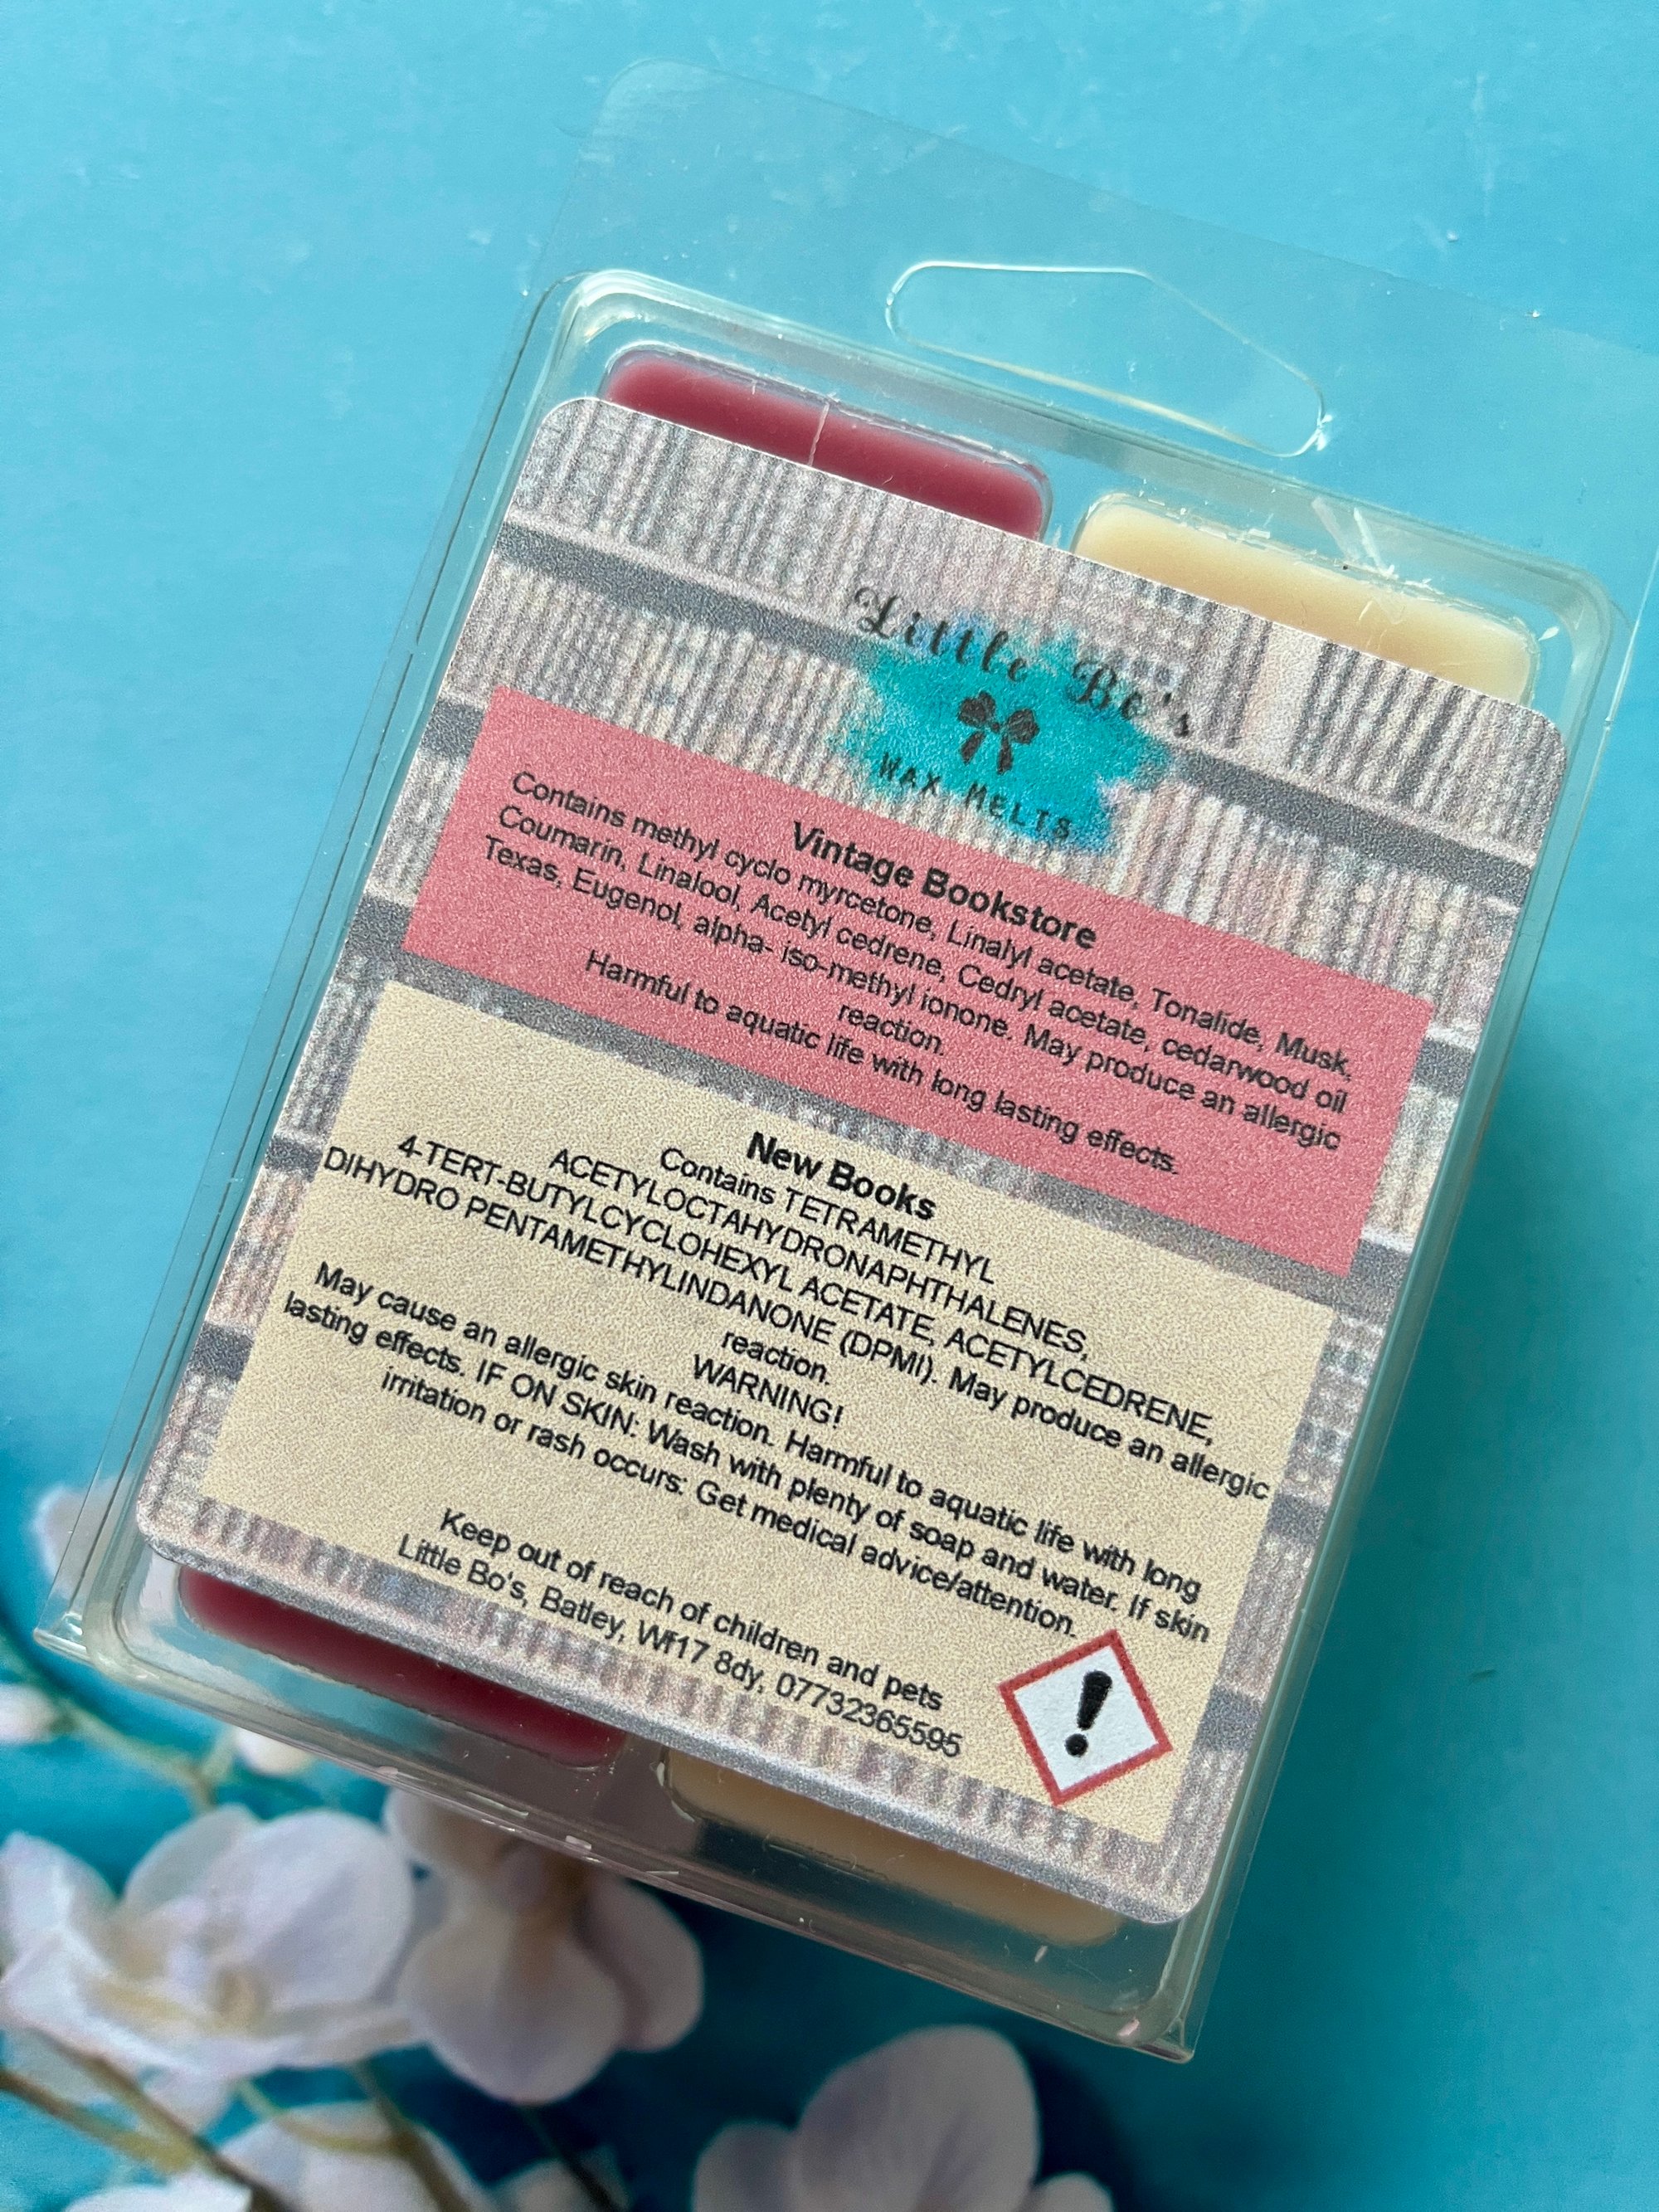 Little Bo's
WAX MELTS
Vintage Bookstore
Contains methyl cyclo myrcetone, Linalyl acetate, Tonalide, Musk,
Coumarin, Linalool, Acetyl cedrene, Cedryl acetate, cedarwood oil
Texas, Eugenol, alpha- iso-methyl ionone. May produce an allergic
reaction.
Harmful to aquatic life with long lasting effects.
New Books
Contains TETRAMETHYL
ACETYLOCTAHYDRONAPHTHALENES,
4-TERT-BUTYLCYCLOHEXYL ACETATE, ACETYLCEDRENE,
DIHYDRO PENTAMETHYLINDANONE (DPMI). May produce an allergic
reaction.
WARNING!
May cause an allergic skin reaction. Harmful to aquatic life with long
lasting effects. IF ON SKIN: Wash with plenty of soap and water. If skin
irritation or rash occurs: Get medical advice/attention.
Keep out of reach of children and pets
Little Bo's, Batley, Wf17 8dy, 07732365595